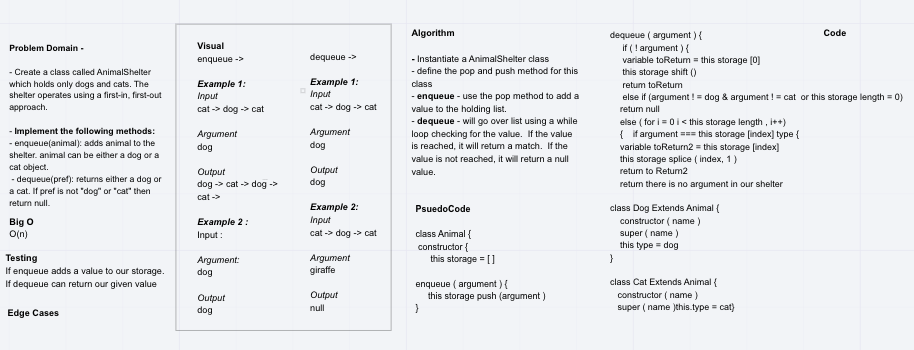 Problem Domain -
- Create a class called AnimalShelter
which holds only dogs and cats. The
shelter operates using a first-in, first-out
approach.
- Implement the following methods:
- enqueue(animal): adds animal to the
shelter. animal can be either a dog or a
cat object.
- dequeue(pref): returns either a dog or
a cat. If pref is not "dog" or "cat" then
return null.
Big O
O(n)
Testing
If enqueue adds a value to our storage.
If dequeue can return our given value
Edge Cases
Visual
enqueue ->
Example 1:
Input
cat -> dog -> cat
Argument
dog
Output
dog -> cat -> dog ->
cat ->
Example 2 :
Input :
Argument:
dog
Output
dog
dequeue ->
Example 1:
Input
cat -> dog -> cat
Argument
dog
Output
dog
Example 2:
Input
cat -> dog -> cat
Argument
giraffe
Output
null
Algorithm
- Instantiate a AnimalShelter class
- define the pop and push method for this
class
- enqueue - use the pop method to add a
value to the holding list.
- dequeue - will go over list using a while
loop checking for the value. If the value
is reached, it will return a match. If the
value is not reached, it will return a null
value.
PsuedoCode
class Animal {
constructor {
this storage = [ ]
enqueue ( argument ) {
this storage push (argument )
}
Code
dequeue ( argument ) {
if ( ! argument ) {
variable toReturn = this storage [0]
this storage shift ()
return toReturn
else if (argument ! = dog & argument ! = cat or this storage length = 0)
return null
else ( for i = 0 i < this storage length , i++)
{ if argument === this storage [index] type {
variable toReturn2 = this storage [index]
this storage splice ( index, 1 )
return to Return2
return there is no argument in our shelter
class Dog Extends Animal {
constructor ( name )
super ( name )
this type = dog
}
class Cat Extends Animal {
constructor ( name )
super ( name )this.type = cat}